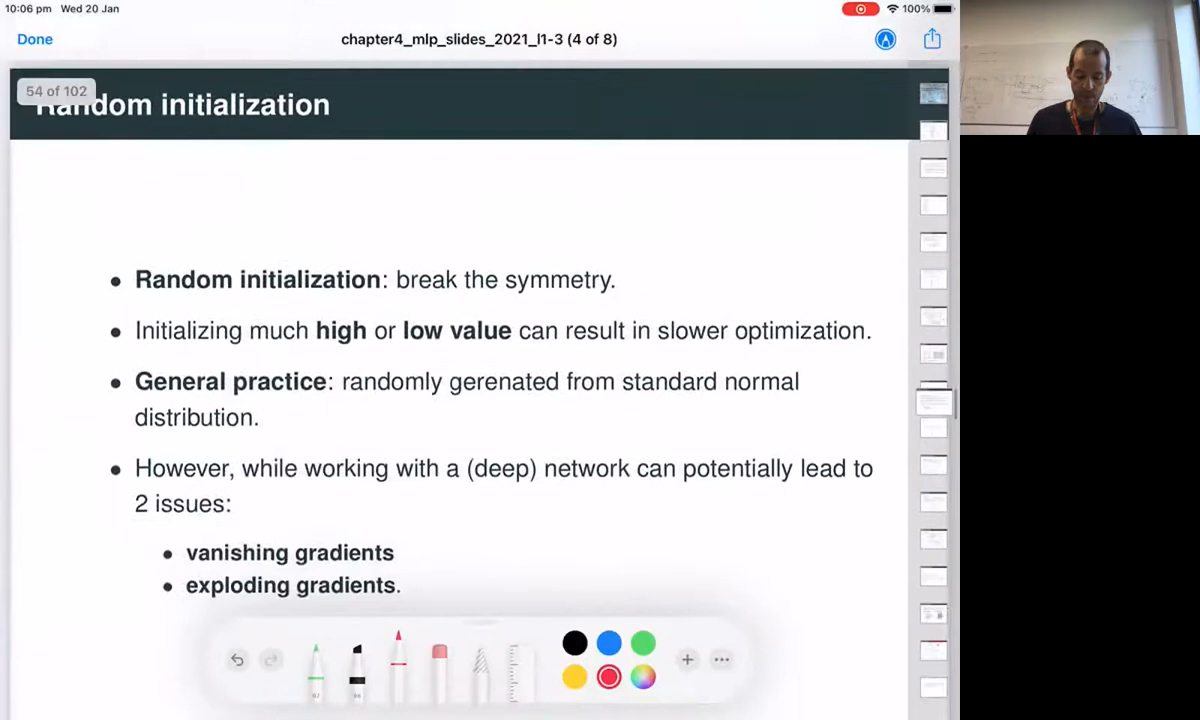 10:06 pm Wed 20 Jan
100%
Done
chapter4_mlp_slides_2021_l1-3 (4 of 8)
54 of 102
Random initialization
• Random initialization: break the symmetry.
• Initializing much high or low value can result in slower optimization.
• General practice: randomly gerenated from standard normal
distribution.
• However, while working with a (deep) network can potentially lead to
2 issues:
• vanishing gradients
• exploding gradients.